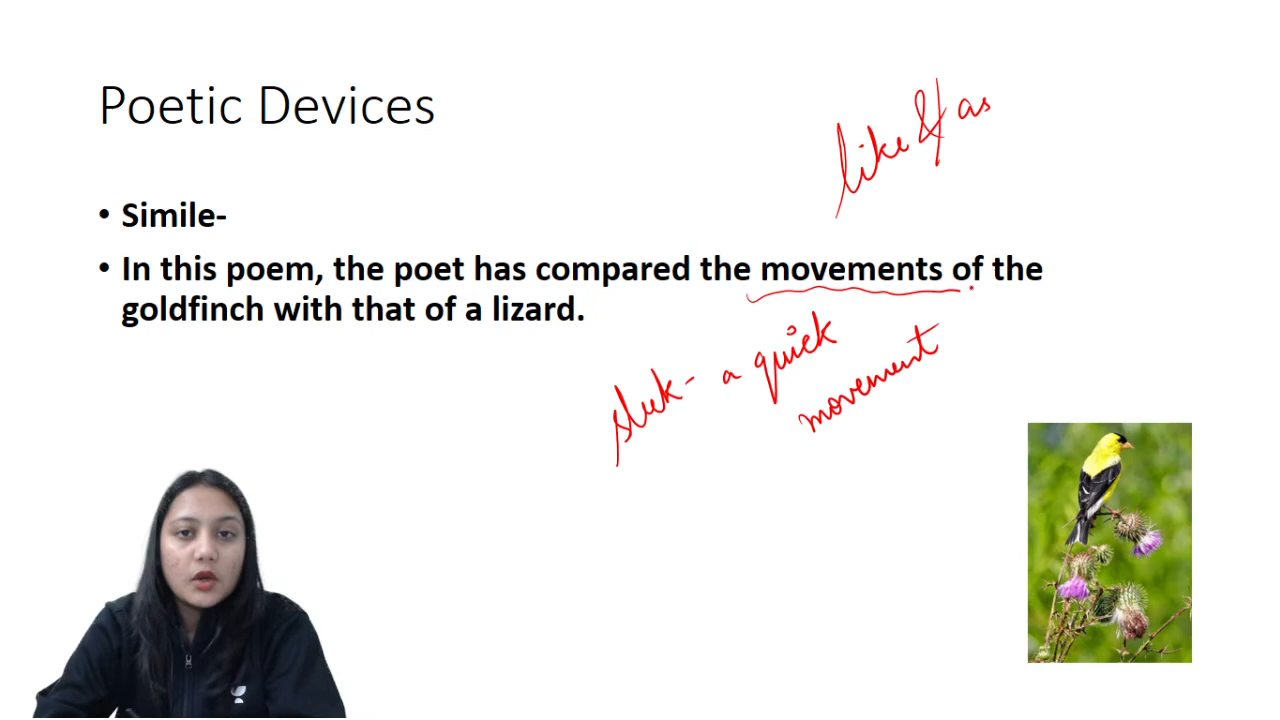 Poetic Devices
like & as
• Simile-
• In this poem, the poet has compared the movements of the
goldfinch with that of a lizard.
sleek- a quick
movement